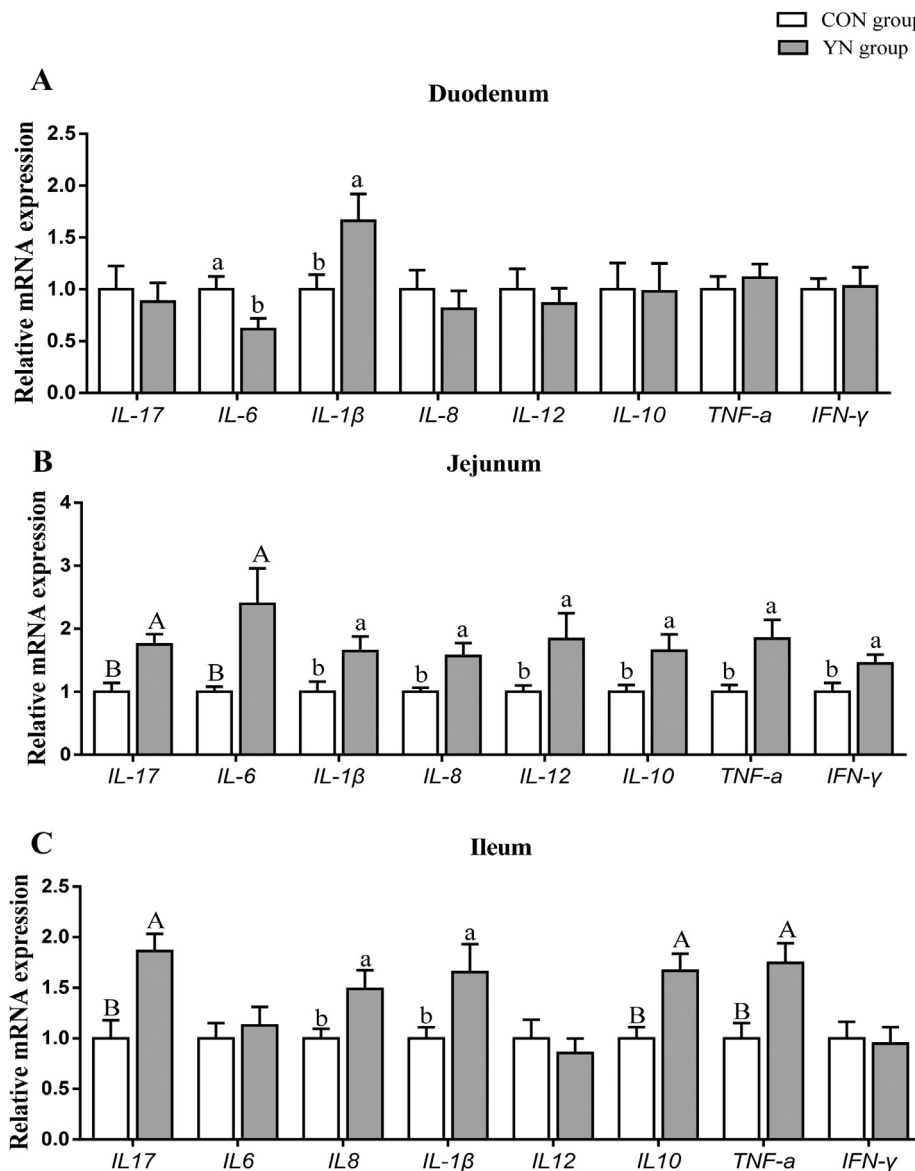 CON group
YN group
A
Duodenum
Relative mRNA expression
2.5
2.0
1.5
1.0
0.5
0.0
a
b
b
a
IL-17 IL-6 IL-1β IL-8 IL-12 IL-10 TNF-a IFN-γ
B
Jejunum
Relative mRNA expression
4
3
2
1
0
B A B A b a b a b a b a b a b a
IL-17 IL-6 IL-1β IL-8 IL-12 IL-10 TNF-a IFN-γ
C
Ileum
Relative mRNA expression
2.5
2.0
1.5
1.0
0.5
0.0
B A b a b a B A B A
IL17 IL6 IL8 IL-1β IL12 IL10 TNF-a IFN-γ